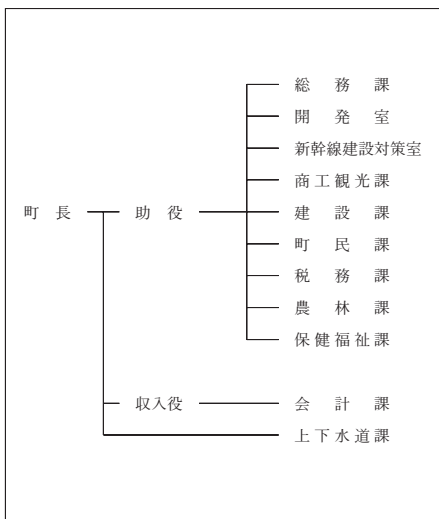 総務課
開発室
新幹線建設対策室
商工観光課
町長 助役 建設課
町民課
税務課
農林課
保健福祉課
収入役 会計課
上下水道課